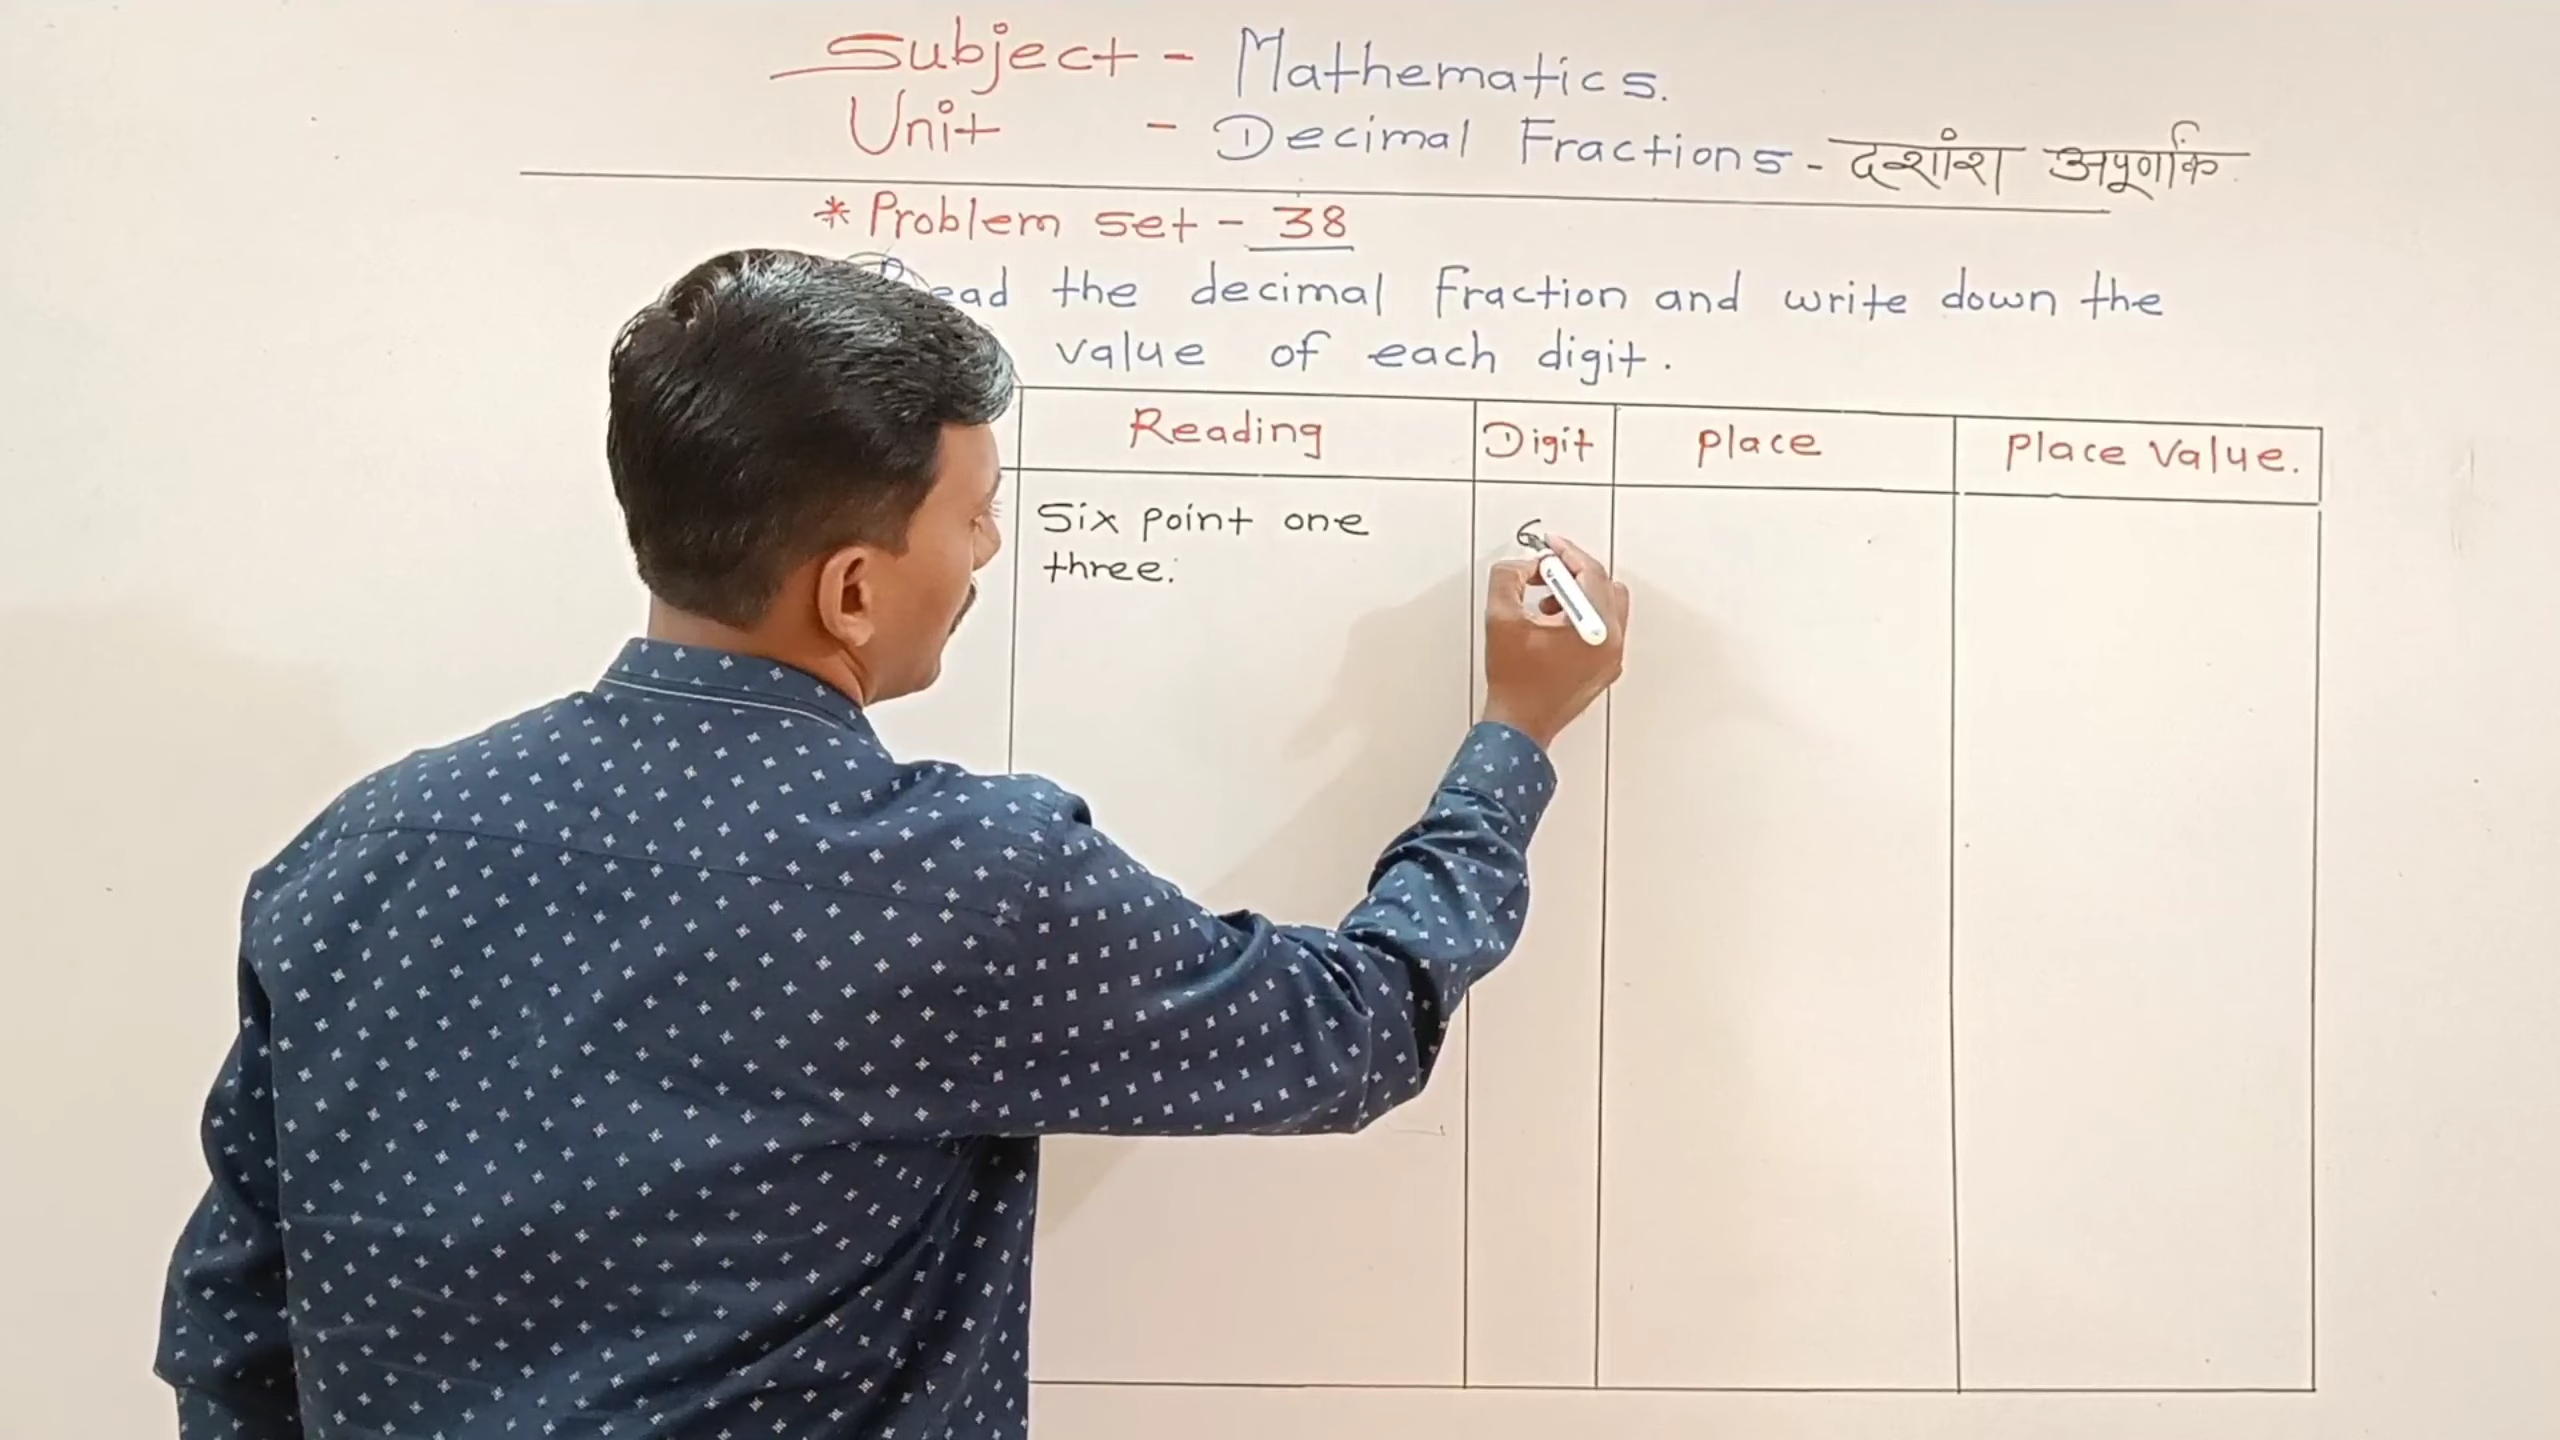 Subject - Mathematics.
Unit - Decimal Fractions - दशांश अपूर्णांक
* Problem set - 38
the decimal fraction and write down the
value of each digit.
Reading Digit place place value.
Six point one 6
three.